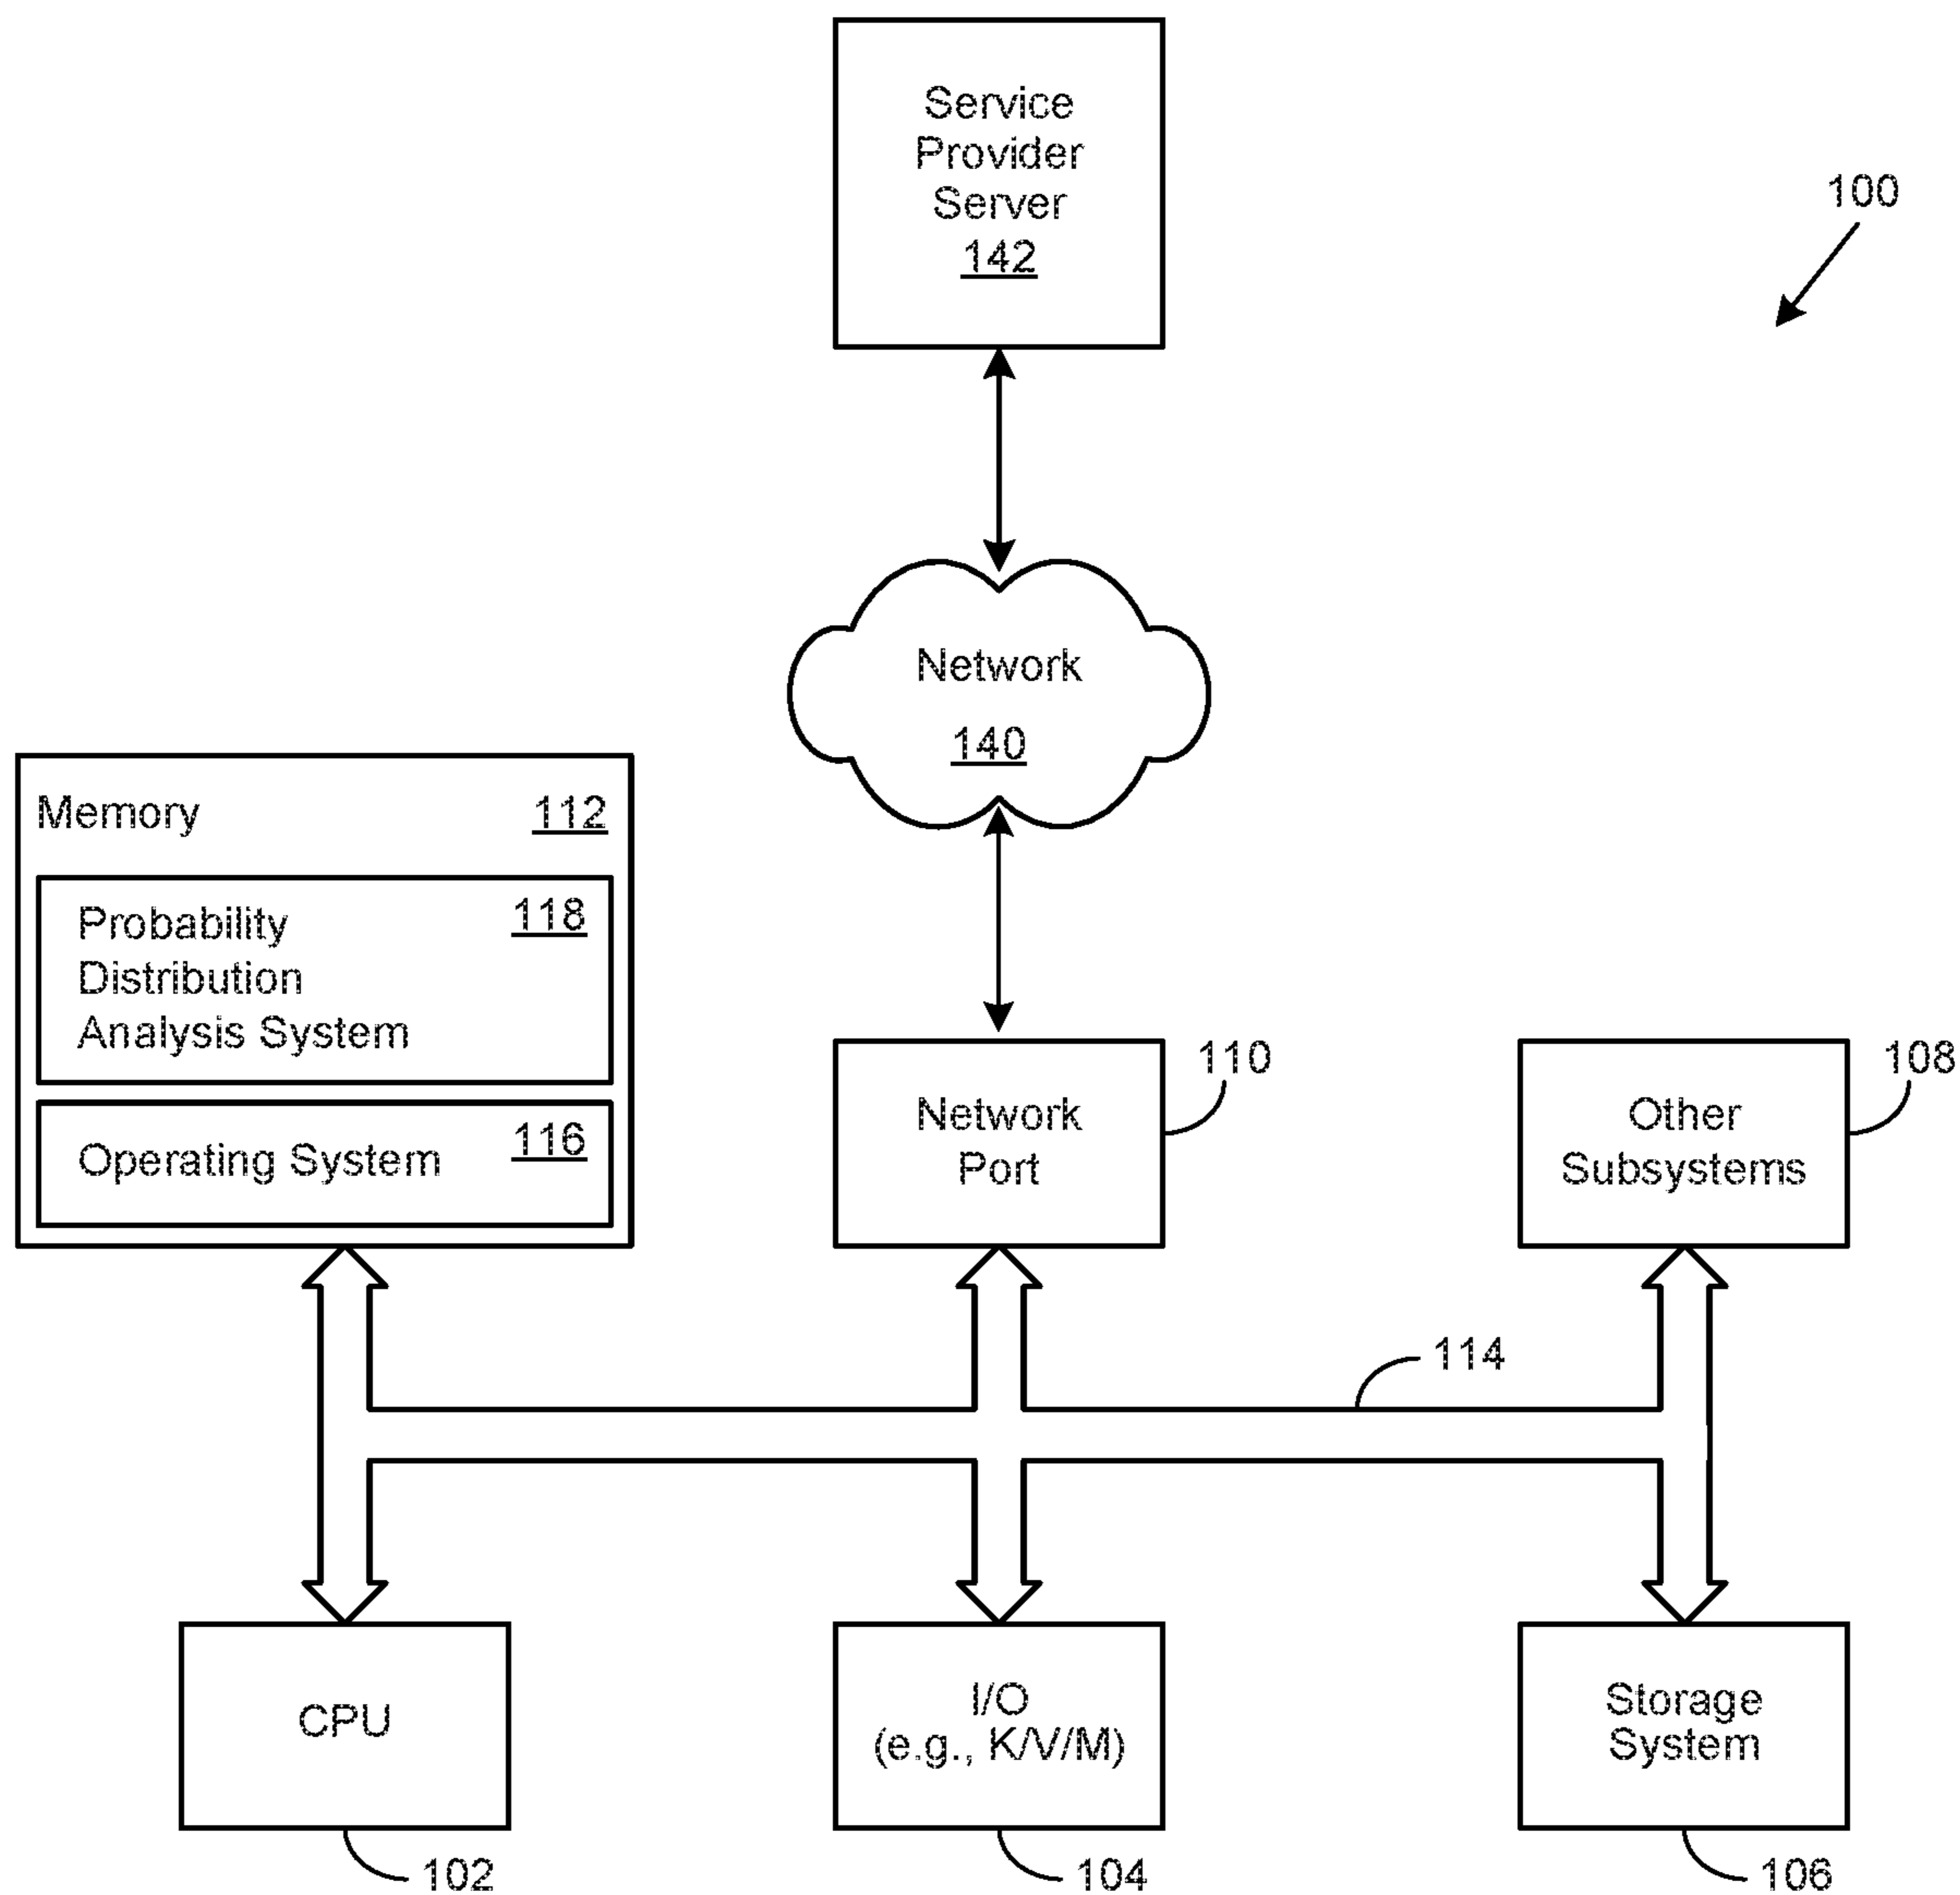 Service
Provider
Server
142
100
Network
140
Memory 112
Probability 118
Distribution
Analysis System
Operating System 116
Network
Port
110
Other
Subsystems
108
114
CPU
102
I/O
(e.g., K/V/M)
104
Storage
System
106